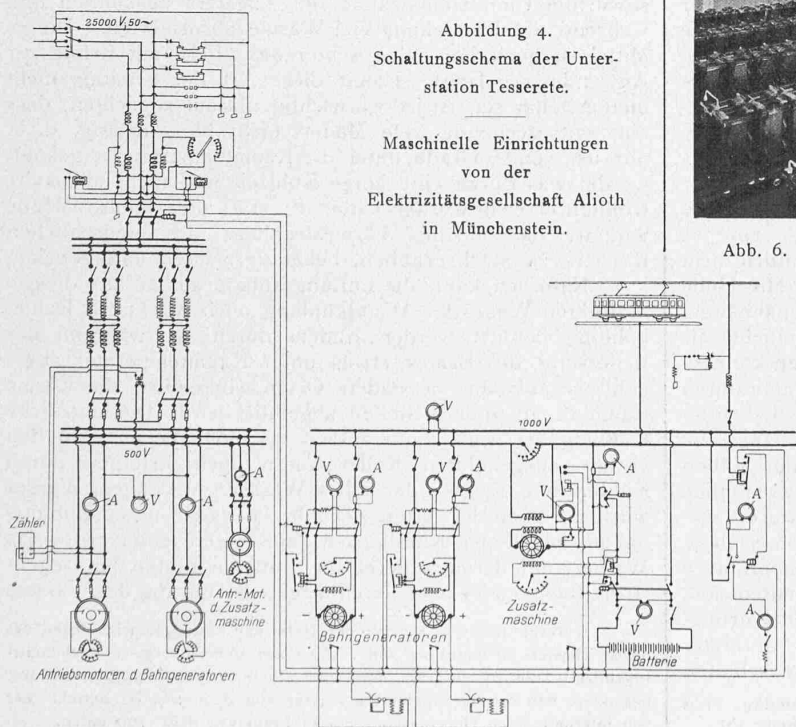 Abbildung 4.
Schaltungsschema der Unter-
station Tesserete.
Maschinelle Einrichtungen
von der
Elektrizitätsgesellschaft Alioth
in Münchenstein.
Abb. 6.
25000 V, 50 ~
500 V
1000 V
V
V
A
V
A
A
A
V
A
A
V
A
Zähler
Antr.-Mot.
d. Zusatz-
maschine
Bahngeneratoren
Zusatz-
maschine
V
A
Batterie
Antriebsmotoren d. Bahngeneratoren